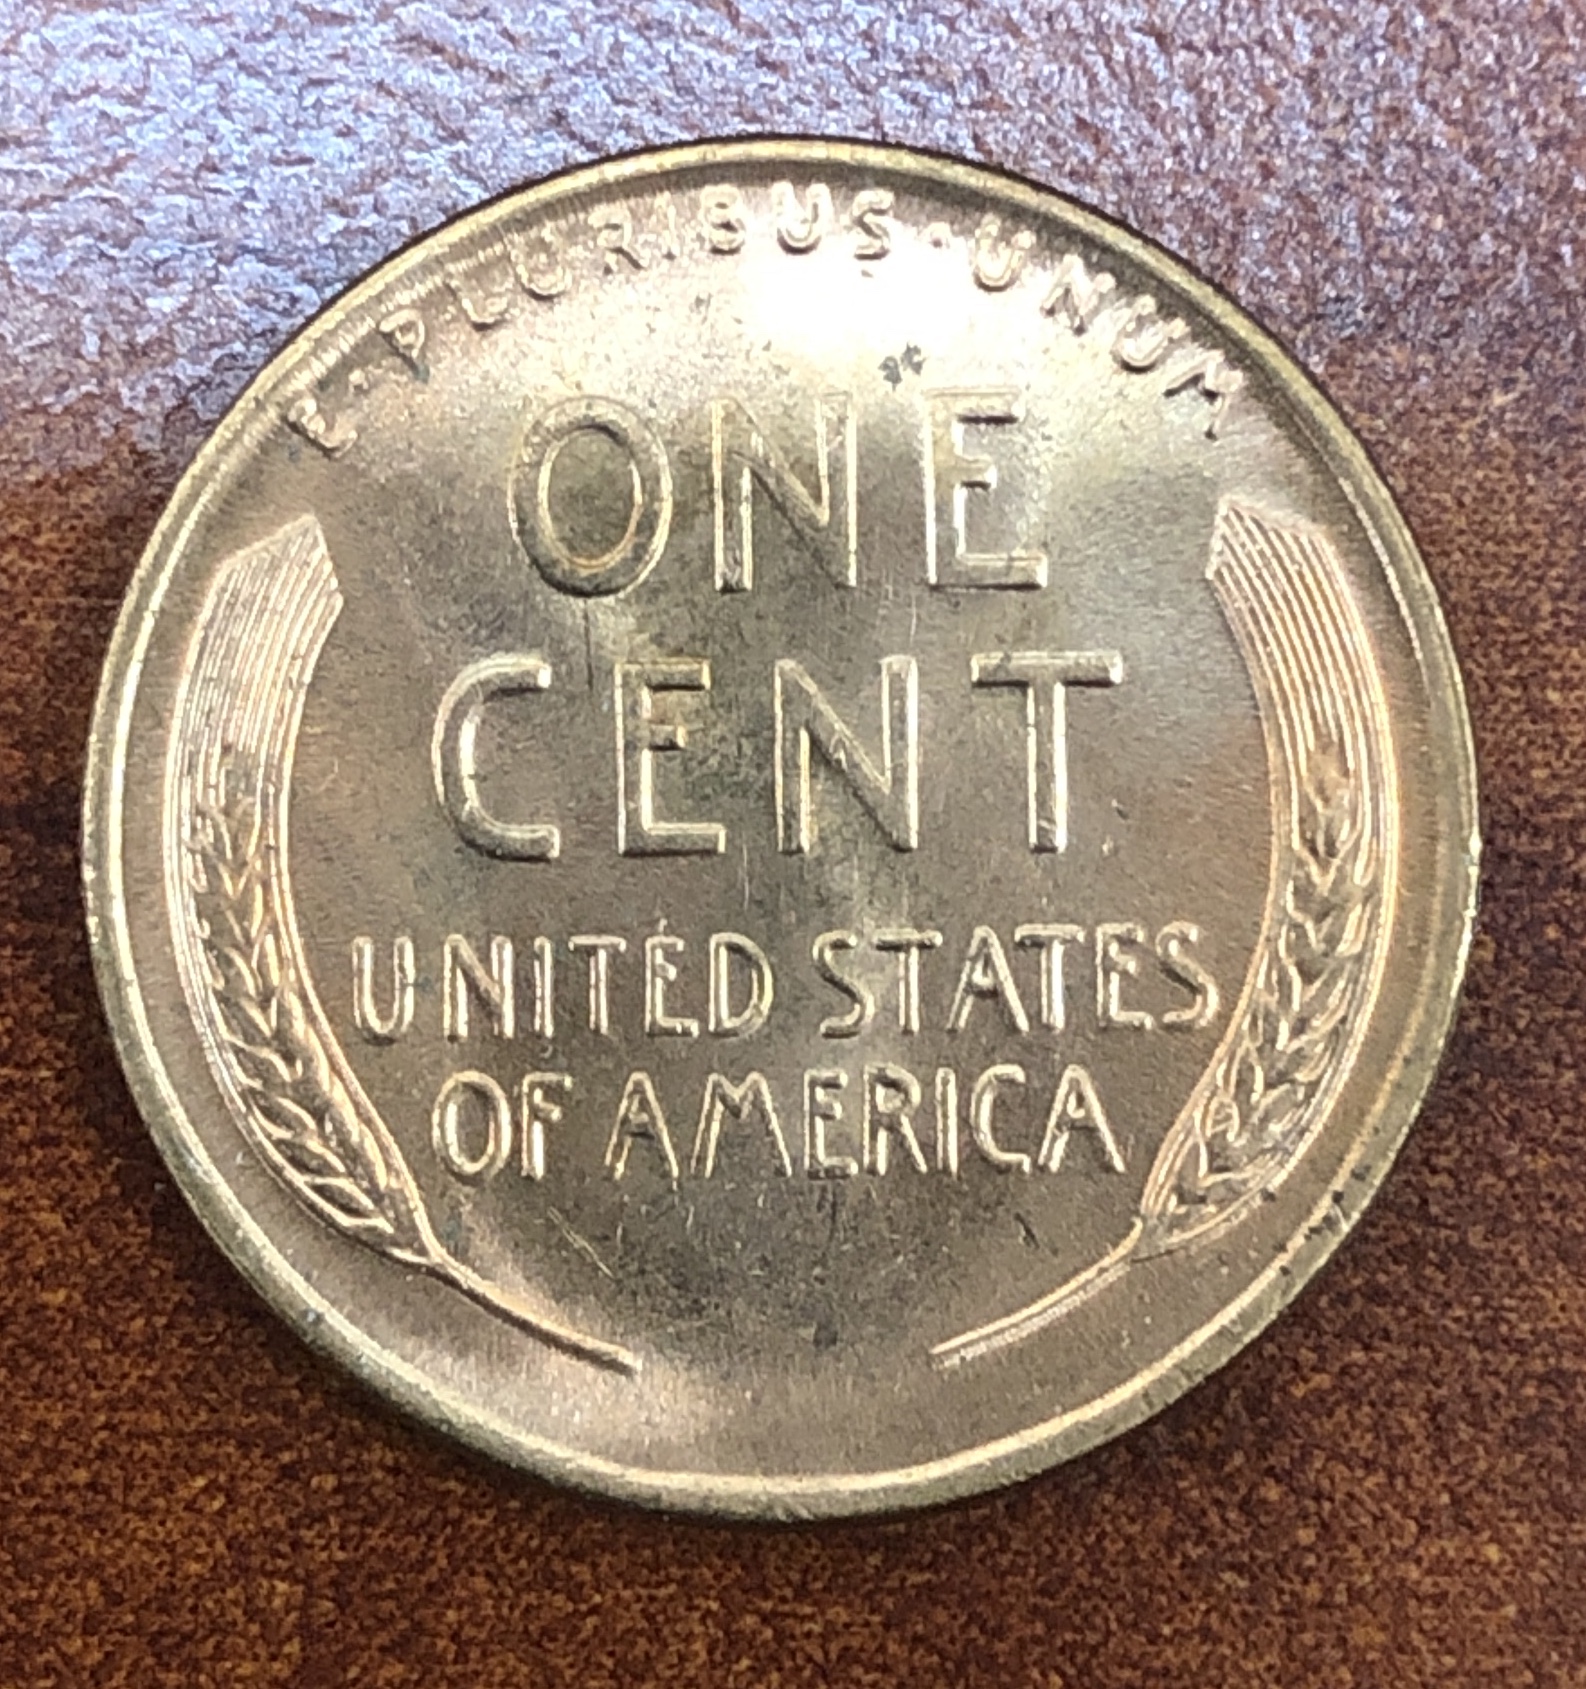 E·PLURIBUS·UNUM
ONE
CENT
UNITED STATES
OF AMERICA